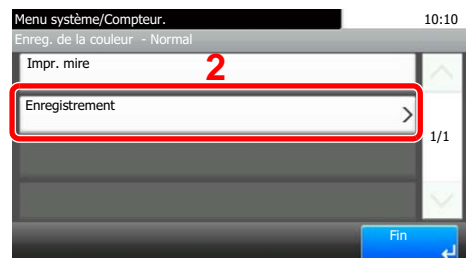 Menu système/Compteur. 10:10
Enreg. de la couleur - Normal
Impr. mire
2
Enregistrement
1/1
Fin